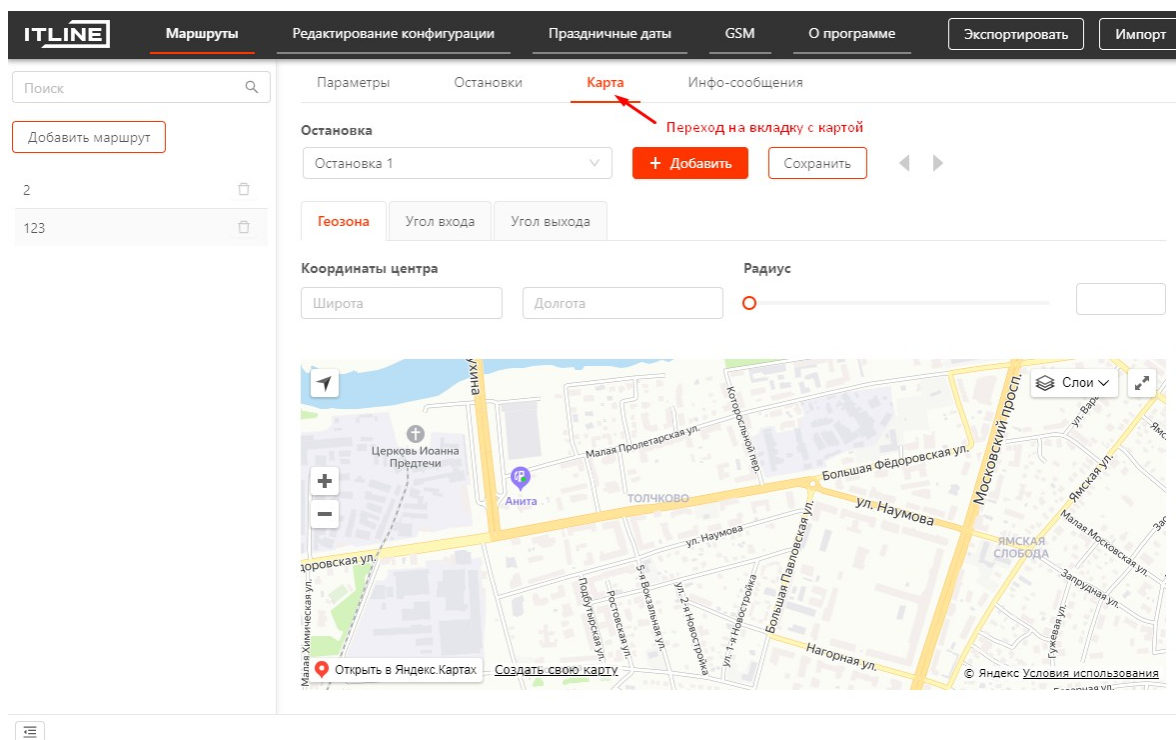 ITLINE Маршруты Редактирование конфигурации Праздничные даты GSM О программе Экспортировать Импорт
Поиск
Добавить маршрут
2
123
Параметры Остановки Карта Инфо-сообщения
Переход на вкладку с картой
Остановка
Остановка 1 + Добавить Сохранить
Геозона Угол входа Угол выхода
Координаты центра Радиус
Широта Долгота
Слои
Которосльный пер.
Московский просп.
Церковь Иоанна
Предтечи
Малая Пролетарская ул.
Большая Фёдоровская ул.
Ямская ул.
Анита
ТОЛЧКОВО
ул. Наумова
ул. Наумова
Малая Московская ул.
ЯМСКАЯ
СЛОБОДА
Запрудная ул.
Малая Химическая ул.
Подбутырская ул.
Ростовская ул.
5-я Вокзальная ул.
ул. 2-я Новостройка
ул. 1-я Новостройка
Большая Павловская ул.
Нагорная ул.
Гужевая ул.
Открыть в Яндекс.Картах Создать свою карту
© Яндекс Условия использования